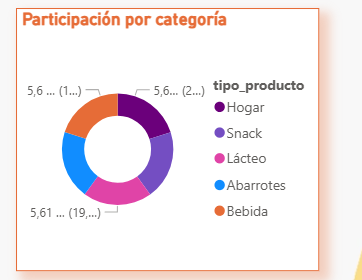 Participación por categoría
5,6 ... (1...)
5,6... (2...)
tipo_producto
Hogar
Snack
Lácteo
Abarrotes
Bebida
5,61 ... (19,...)